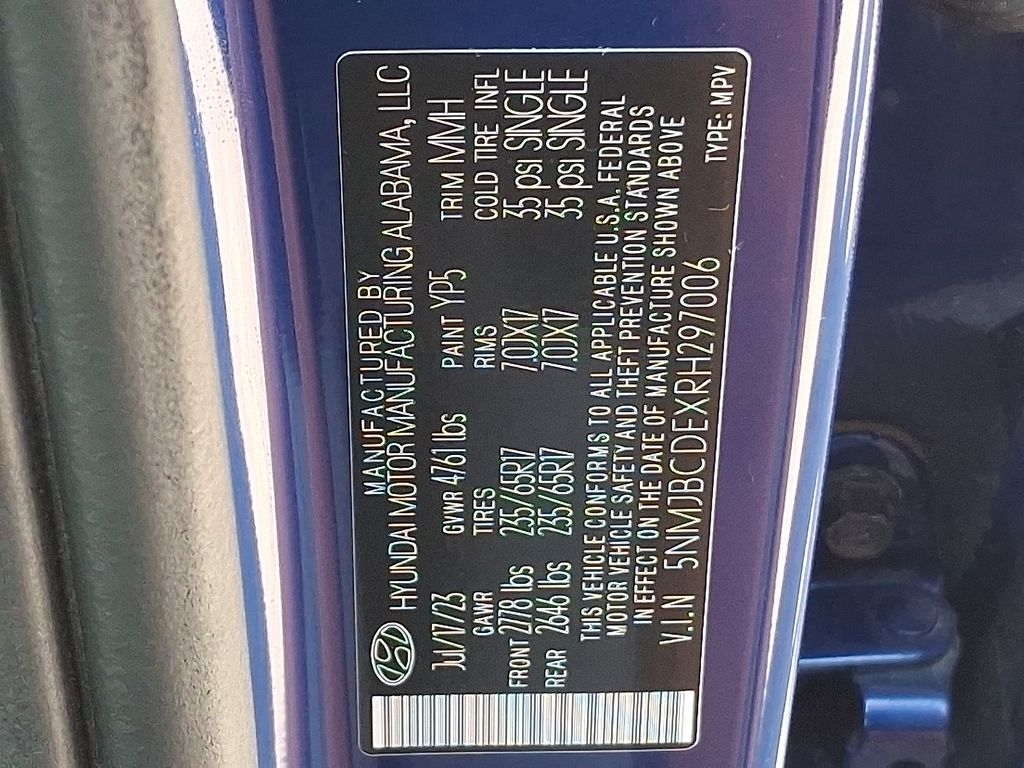 MANUFACTURED BY
HYUNDAI MOTOR MANUFACTURING ALABAMA, LLC
JUL/17/23 GVWR 4761 lbs PAINT YP5 TRIM MMH
GAWR TIRES RIMS COLD TIRE INFL
FRONT 2778 lbs 235/65R17 7.0JX17 35 psi SINGLE
REAR 2646 lbs 235/65R17 7.0JX17 35 psi SINGLE
THIS VEHICLE CONFORMS TO ALL APPLICABLE U.S.A. FEDERAL
MOTOR VEHICLE SAFETY AND THEFT PREVENTION STANDARDS
IN EFFECT ON THE DATE OF MANUFACTURE SHOWN ABOVE
V.I.N 5NMJBCDEXRH297006 TYPE: MPV